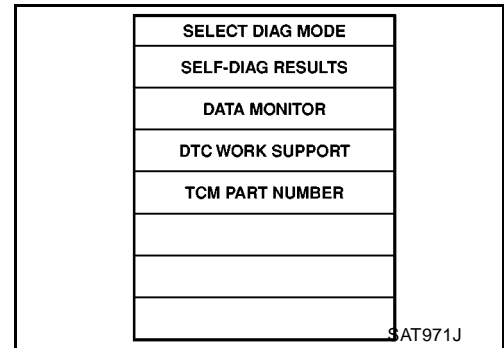 SELECT DIAG MODE
SELF-DIAG RESULTS
DATA MONITOR
DTC WORK SUPPORT
TCM PART NUMBER
SAT971J